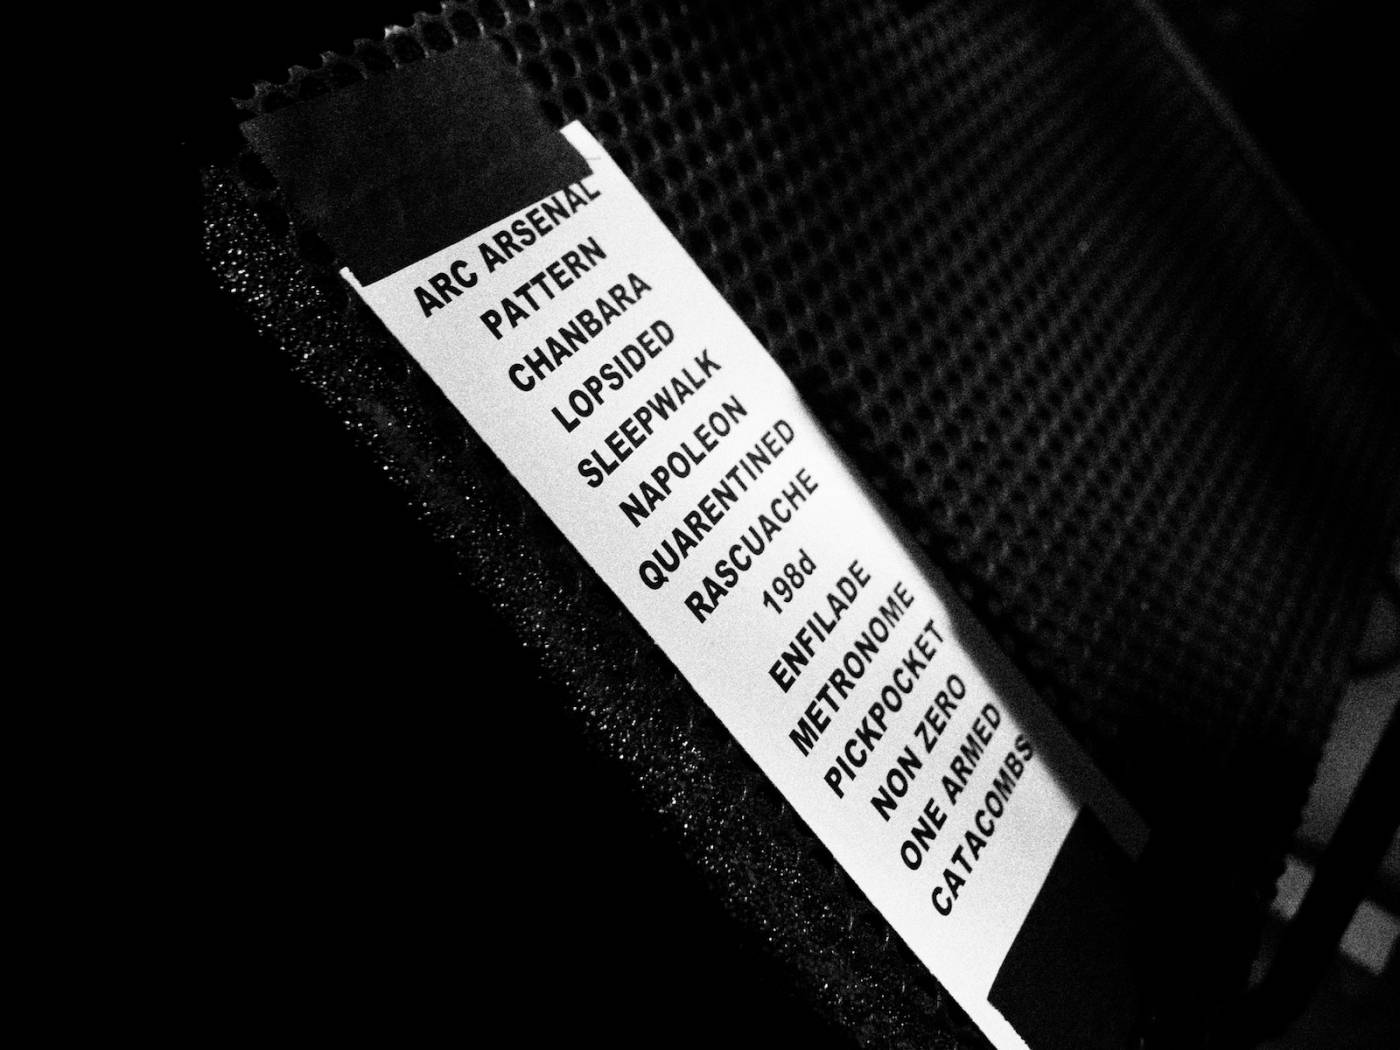 ARC ARSENAL
PATTERN
CHANBARA
LOPSIDED
SLEEPWALK
NAPOLEON
QUARENTINED
RASCUACHE
198d
ENFILADE
METRONOME
PICKPOCKET
NON ZERO
ONE ARMED
CATACOMBS